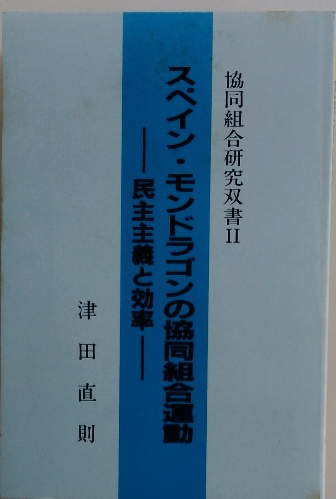 協同組合研究双書II
スペイン・モンドラゴンの協同組合運動
――民主主義と効率――
津田直則